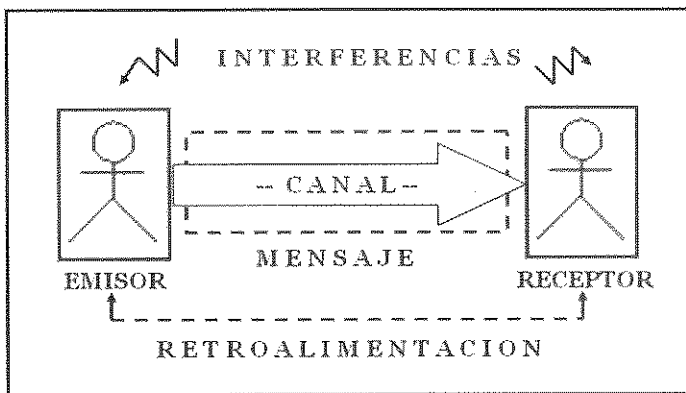 INTERFERENCIAS
-- CANAL --
MENSAJE
EMISOR
RECEPTOR
RETROALIMENTACION